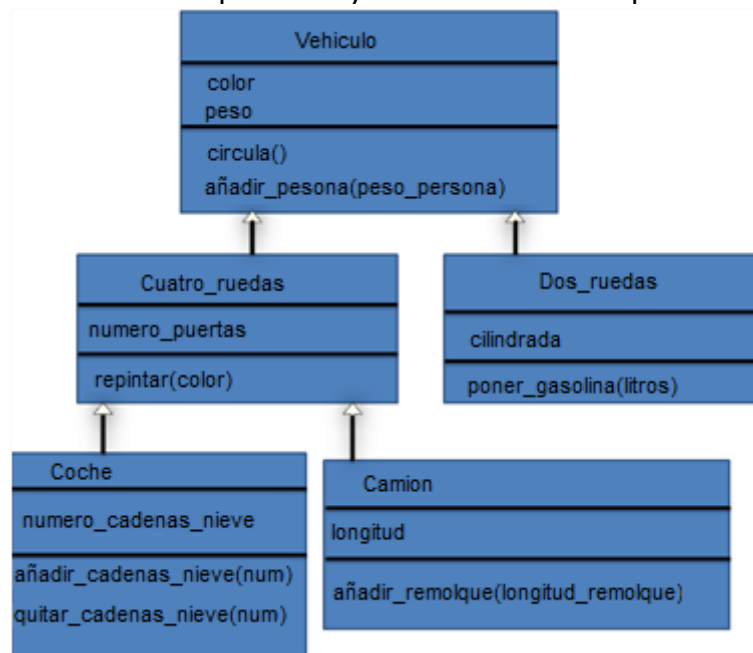 Vehiculo
color
peso
circula()
añadir_pesona(peso_persona)
Cuatro_ruedas
numero_puertas
repintar(color)
Dos_ruedas
cilindrada
poner_gasolina(litros)
Coche
numero_cadenas_nieve
añadir_cadenas_nieve(num)
quitar_cadenas_nieve(num)
Camion
longitud
añadir_remolque(longitud_remolque)